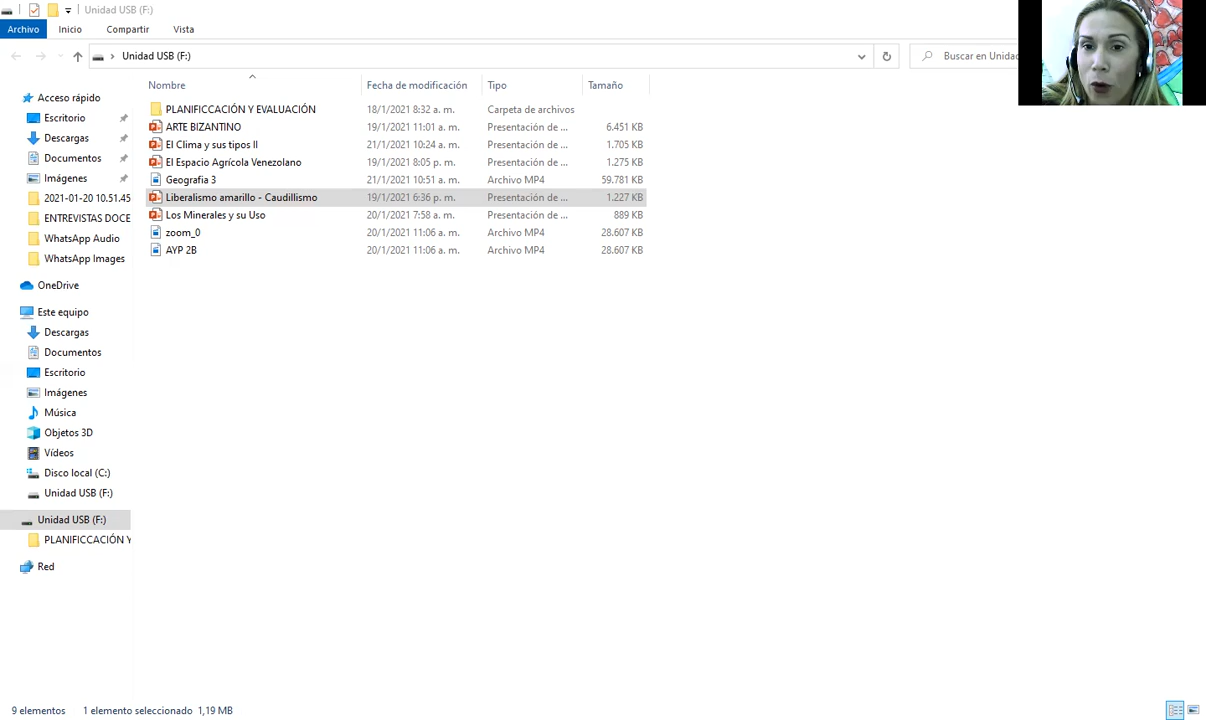 Unidad USB (F:)
Archivo Inicio Compartir Vista
Unidad USB (F:) Buscar en Unidad
Nombre Fecha de modificación Tipo Tamaño
PLANIFICCACIÓN Y EVALUACIÓN 18/1/2021 8:32 a. m. Carpeta de archivos
ARTE BIZANTINO 19/1/2021 11:01 a. m. Presentación de ... 6.451 KB
El Clima y sus tipos II 21/1/2021 10:24 a. m. Presentación de ... 1.705 KB
El Espacio Agrícola Venezolano 19/1/2021 8:05 p. m. Presentación de ... 1.275 KB
Geografia 3 21/1/2021 10:51 a. m. Archivo MP4 59.781 KB
Liberalismo amarillo - Caudillismo 19/1/2021 6:36 p. m. Presentación de ... 1.227 KB
Los Minerales y su Uso 20/1/2021 7:58 a. m. Presentación de ... 889 KB
zoom_0 20/1/2021 11:06 a. m. Archivo MP4 28.607 KB
AYP 2B 20/1/2021 11:06 a. m. Archivo MP4 28.607 KB
Acceso rápido
Escritorio
Descargas
Documentos
Imágenes
2021-01-20 10.51.45
ENTREVISTAS DOCE
WhatsApp Audio
WhatsApp Images
OneDrive
Este equipo
Descargas
Documentos
Escritorio
Imágenes
Música
Objetos 3D
Vídeos
Disco local (C:)
Unidad USB (F:)
Unidad USB (F:)
PLANIFICCACIÓN Y
Red
9 elementos 1 elemento seleccionado 1,19 MB